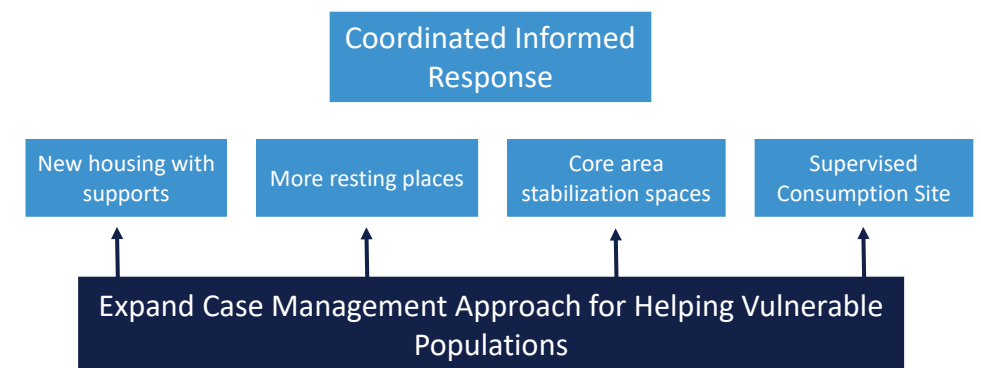 Coordinated Informed
Response
New housing with
supports
More resting places
Core area
stabilization spaces
Supervised
Consumption Site
Expand Case Management Approach for Helping Vulnerable
Populations